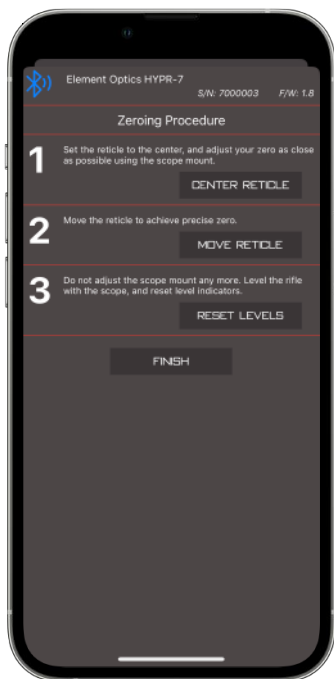 Element Optics HYPR-7
S/N: 7000003 F/W: 1.8
Zeroing Procedure
1
Set the reticle to the center, and adjust your zero as close
as possible using the scope mount.
CENTER RETICLE
2
Move the reticle to achieve precise zero.
MOVE RETICLE
3
Do not adjust the scope mount any more. Level the rifle
with the scope, and reset level indicators.
RESET LEVELS
FINISH